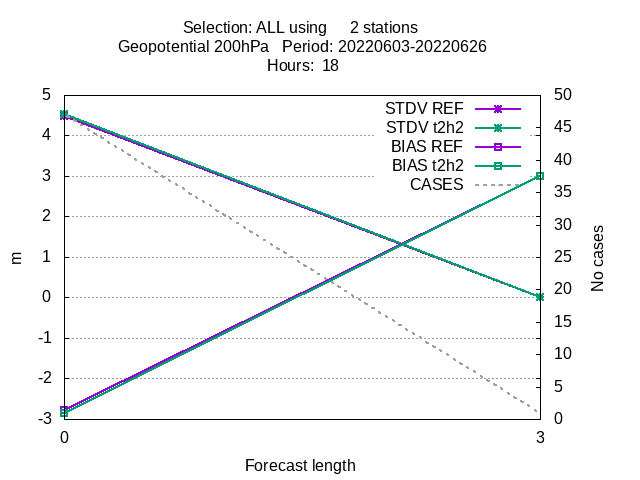 Selection: ALL using     2 stations
Geopotential 200hPa   Period: 20220603-20220626
Hours:  18
5
4
3
2
1
0
-1
-2
-3
m
STDV REF
STDV t2h2
BIAS REF
BIAS t2h2
CASES
50
45
40
35
30
25
20
15
10
5
0
No cases
0 3
Forecast length